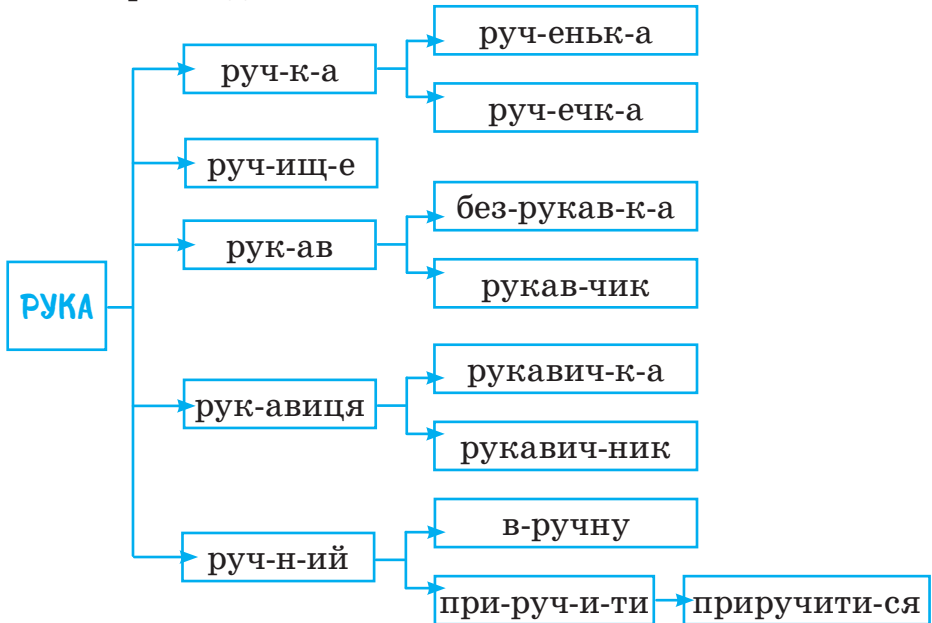 РУКА
руч-к-а
руч-еньк-а
руч-ечк-а
руч-ищ-е
рук-ав
без-рукав-к-а
рукав-чик
рук-авиця
рукавич-к-а
рукавич-ник
руч-н-ий
в-ручну
при-руч-и-ти
приручити-ся